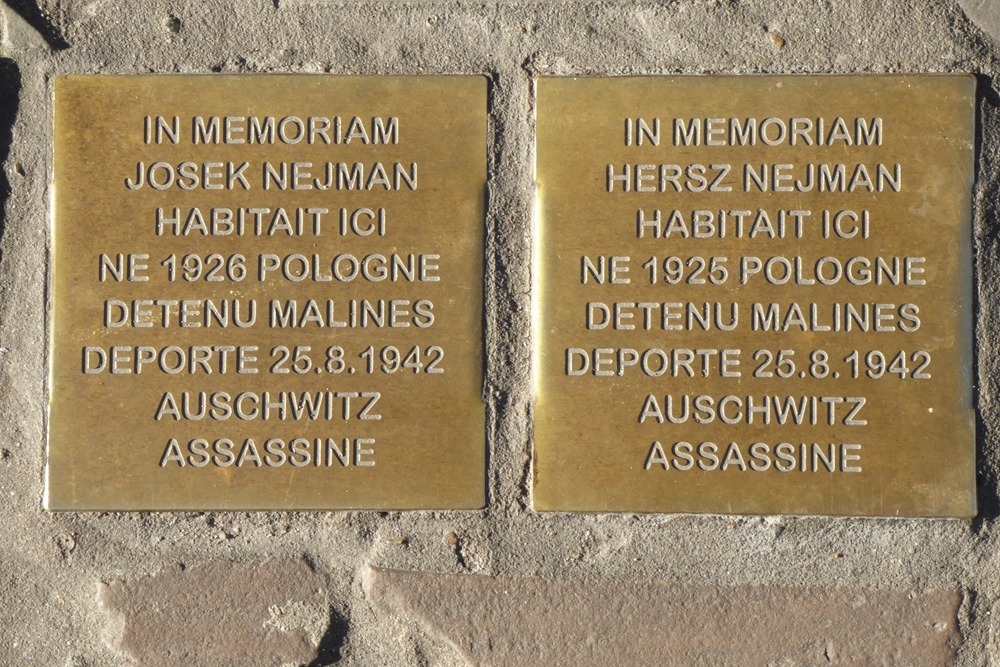 IN MEMORIAM
JOSEK NEJMAN
HABITAIT ICI
NE 1926 POLOGNE
DETENU MALINES
DEPORTE 25.8.1942
AUSCHWITZ
ASSASSINE
IN MEMORIAM
HERSZ NEJMAN
HABITAIT ICI
NE 1925 POLOGNE
DETENU MALINES
DEPORTE 25.8.1942
AUSCHWITZ
ASSASSINE